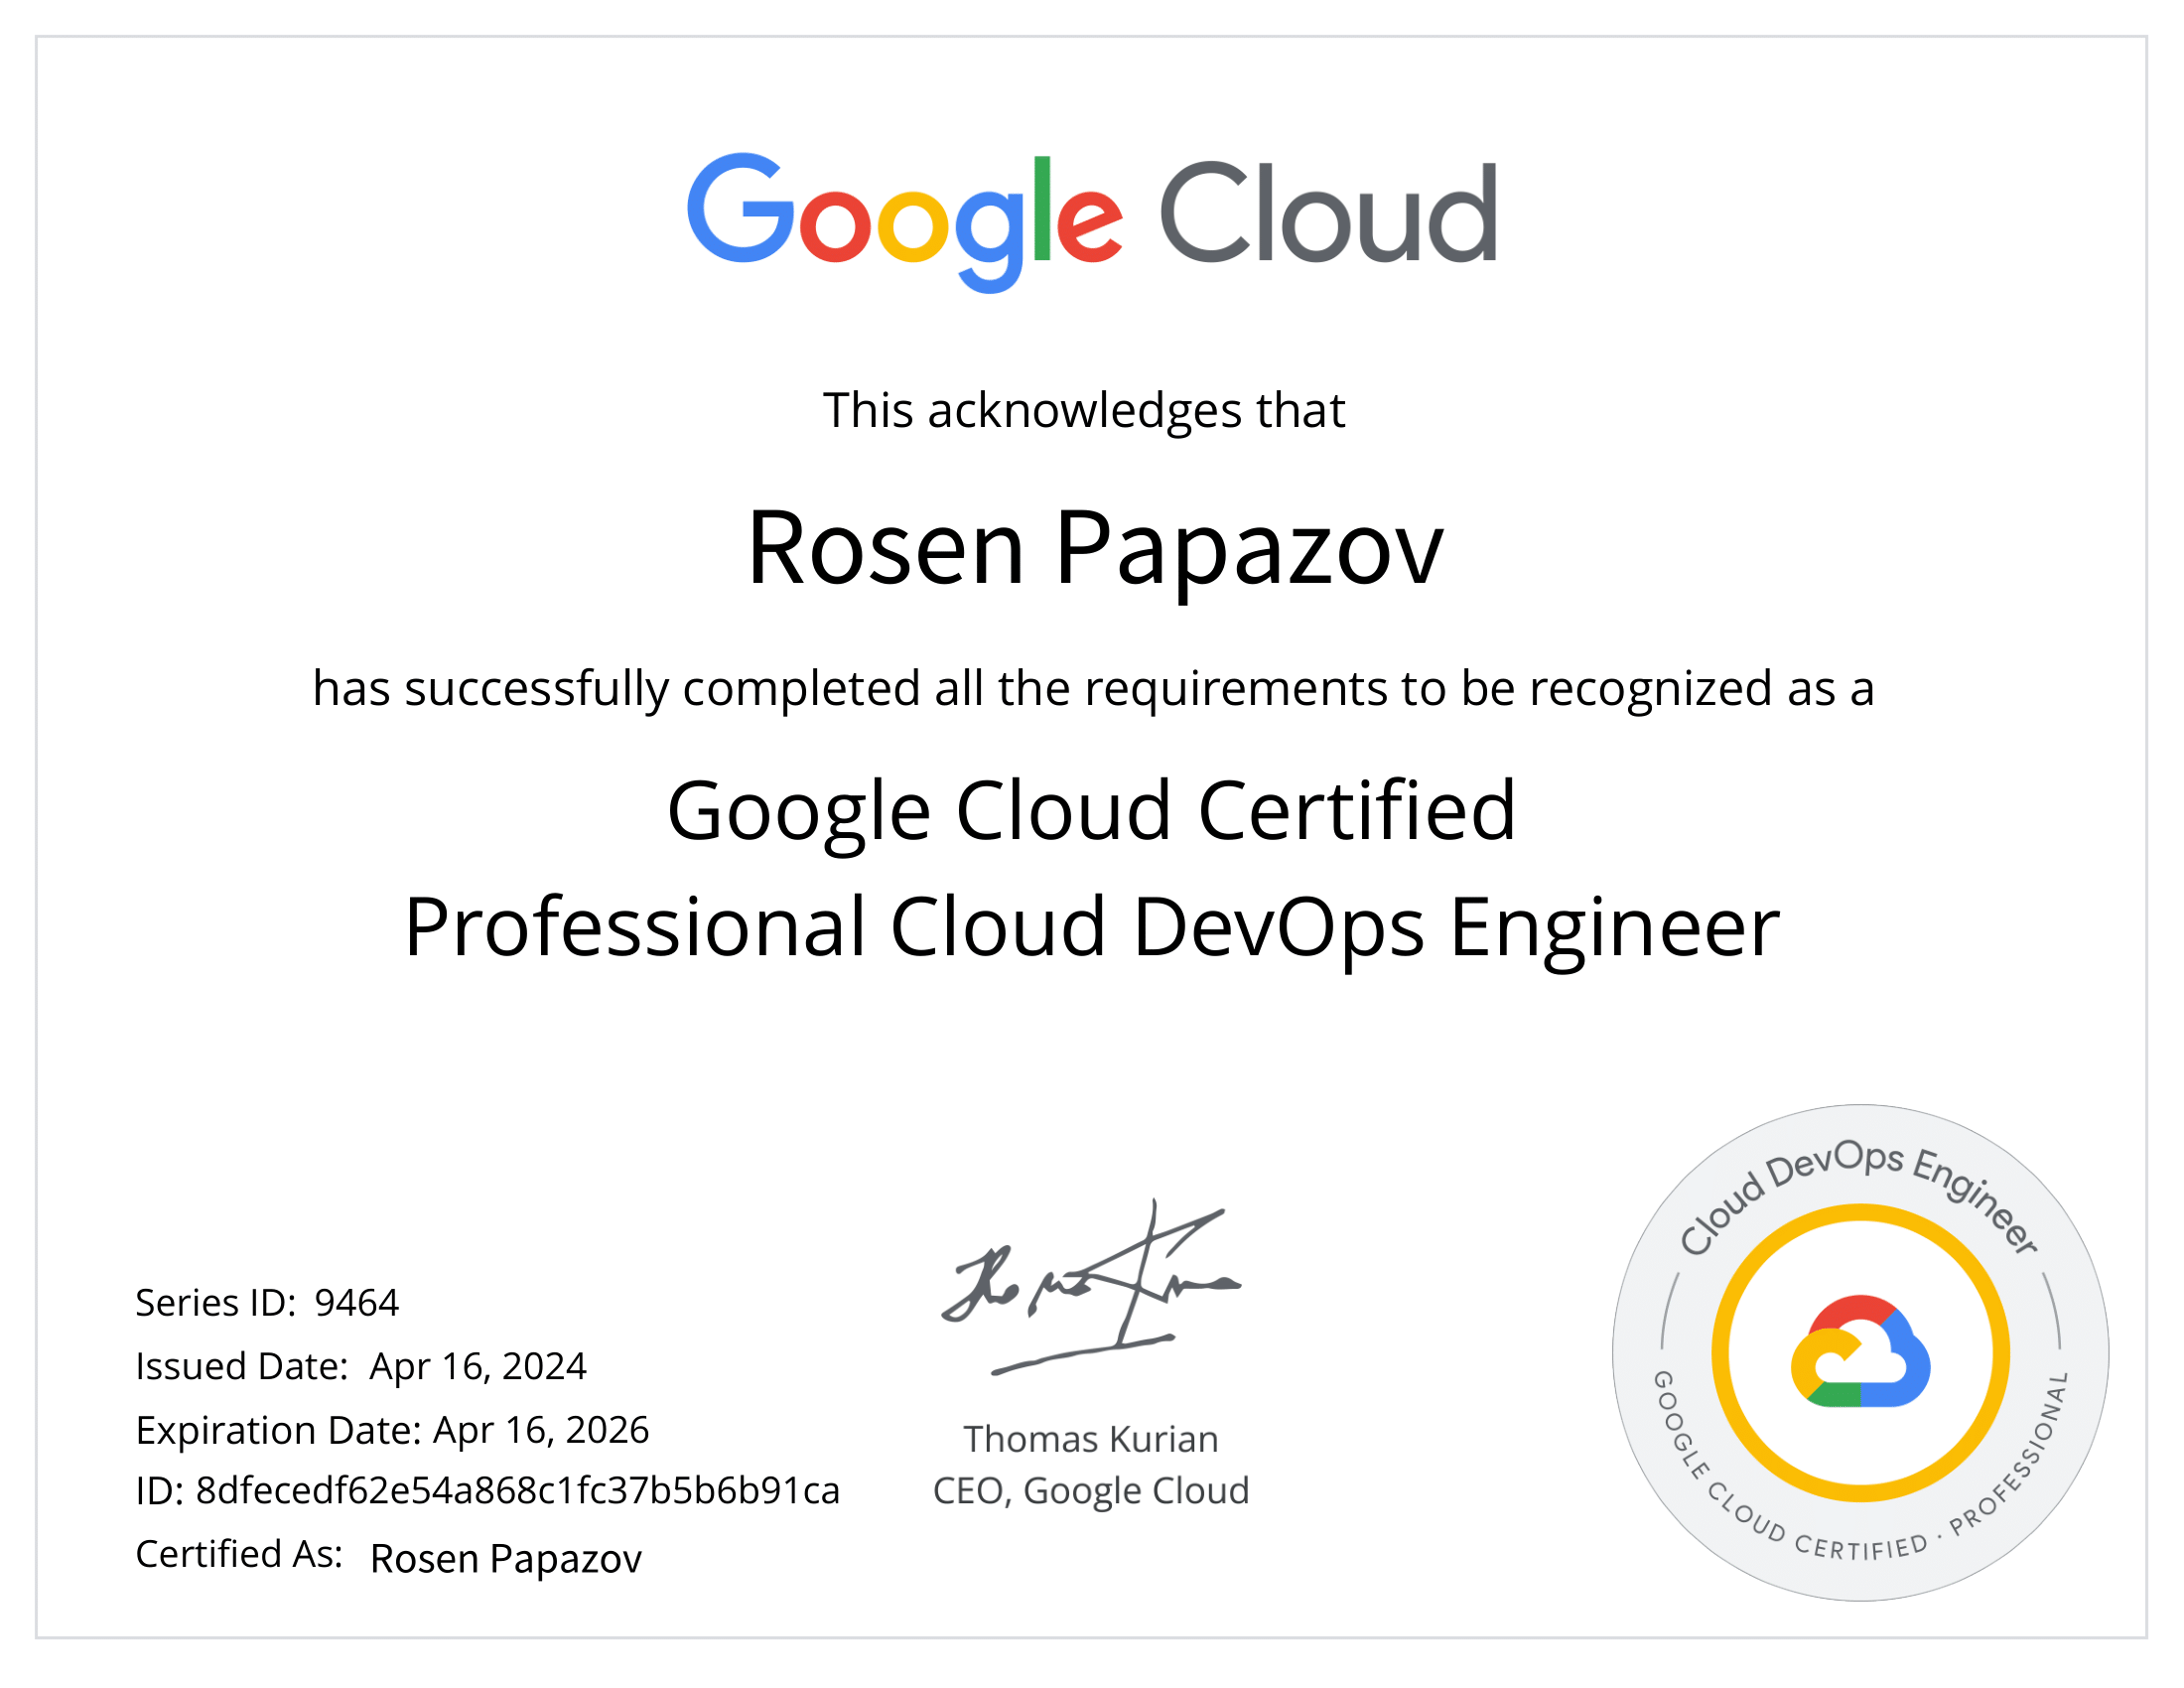 Google Cloud
This acknowledges that
Rosen Papazov
has successfully completed all the requirements to be recognized as a
Google Cloud Certified
Professional Cloud DevOps Engineer
Series ID: 9464
Issued Date: Apr 16, 2024
Expiration Date: Apr 16, 2026
ID: 8dfecedf62e54a868c1fc37b5b6b91ca
Certified As: Rosen Papazov
Thomas Kurian
CEO, Google Cloud
Cloud DevOps Engineer
GOOGLE CLOUD CERTIFIED · PROFESSIONAL